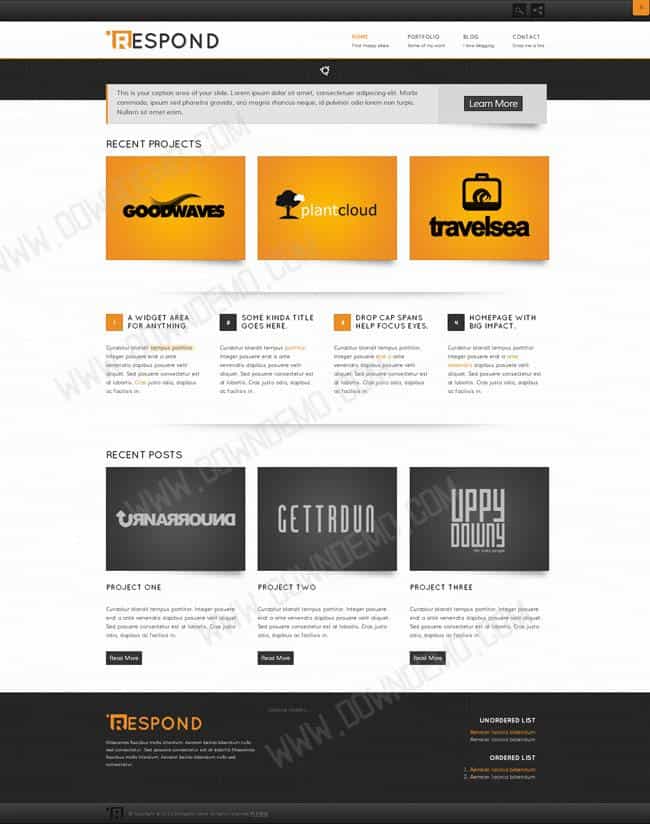 RESPOND
HOME
PORTFOLIO
BLOG
CONTACT
Some of my work
I love blogging
Drop me a line
This is your caption area of your slide. Lorem ipsum dolor sit amet, consectetuer adipiscing elit. Morbi
commodo, ipsum sed pharetra gravida, orci magna rhoncus neque, id pulvinar odio lorem non turpis.
Nullam sit amet enim.
Learn More
RECENT PROJECTS
GOODWAVES
plantcloud
travelsea
1
A WIDGET AREA
FOR ANYTHING.
2
SOME KINDA TITLE
GOES HERE.
3
DROP CAP SPANS
HELP FOCUS EYES.
4
HOMEPAGE WITH
BIG IMPACT.
Curabitur blandit tempus porttitor.
Integer posuere erat a ante
venenatis dapibus posuere velit
aliquet. Sed posuere consectetur est
at lobortis. Cras justo odio, dapibus
ac facilisis in.
Curabitur blandit tempus porttitor.
Integer posuere erat a ante
venenatis dapibus posuere velit
aliquet. Sed posuere consectetur est
at lobortis. Cras justo odio, dapibus
ac facilisis in.
Curabitur blandit tempus porttitor.
Integer posuere erat a ante
venenatis dapibus posuere velit
aliquet. Sed posuere consectetur est
at lobortis. Cras justo odio, dapibus
ac facilisis in.
Curabitur blandit tempus porttitor.
Integer posuere erat a ante
venenatis dapibus posuere velit
aliquet. Sed posuere consectetur est
at lobortis. Cras justo odio, dapibus
ac facilisis in.
RECENT POSTS
TURNARROUND
GETTRDUN
UPPY
DOWNY
PROJECT ONE
PROJECT TWO
PROJECT THREE
Curabitur blandit tempus porttitor. Integer posuere
erat a ante venenatis dapibus posuere velit aliquet.
Sed posuere consectetur est at lobortis. Cras justo
odio, dapibus ac facilisis in.
Curabitur blandit tempus porttitor. Integer posuere
erat a ante venenatis dapibus posuere velit aliquet.
Sed posuere consectetur est at lobortis. Cras justo
odio, dapibus ac facilisis in.
Curabitur blandit tempus porttitor. Integer posuere
erat a ante venenatis dapibus posuere velit aliquet.
Sed posuere consectetur est at lobortis. Cras justo
odio, dapibus ac facilisis in.
Read More
Read More
Read More
RESPOND
UNORDERED LIST
Aenean lacinia bibendum
Aenean lacinia bibendum
ORDERED LIST
1. Aenean lacinia bibendum
2. Aenean lacinia bibendum
WWW.DOWNDEMO.COM
WWW.DOWNDEMO.COM
WWW.DOWNDEMO.COM
WWW.DOWNDEMO.COM
WWW.DOWNDEMO.COM